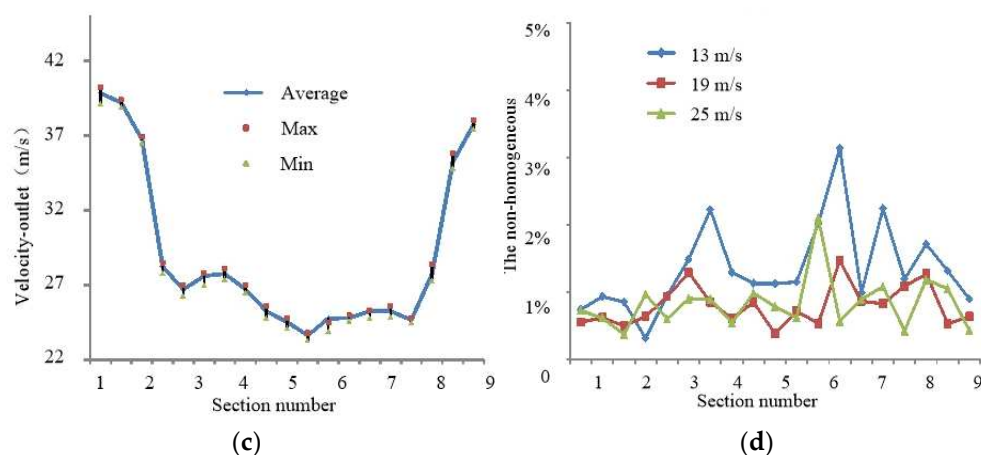 42
37
32
27
22
Velocity-outlet (m/s)
Average
Max
Min
1 2 3 4 5 6 7 8 9
Section number
(c)
5%
4%
3%
2%
1%
0
The non-homogeneous
13 m/s
19 m/s
25 m/s
1 2 3 4 5 6 7 8 9
Section number
(d)